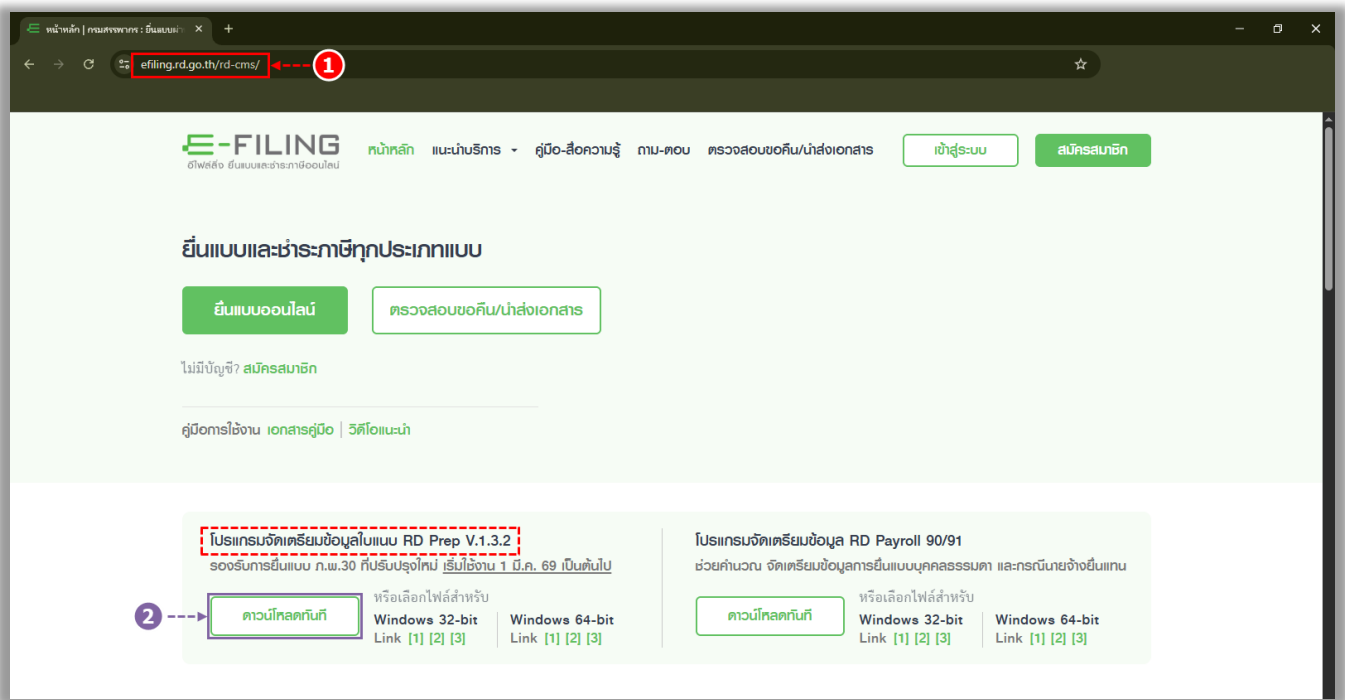 หน้าหลัก | กรมสรรพากร : ยื่นแบบผ่า
efiling.rd.go.th/rd-cms/
1
E-FILING
อีไฟล์ลิ่ง ยื่นแบบและชำระภาษีออนไลน์
หน้าหลัก แนะนำบริการ คู่มือ-สื่อความรู้ ถาม-ตอบ ตรวจสอบขอคืน/นำส่งเอกสาร เข้าสู่ระบบ สมัครสมาชิก
ยื่นแบบและชำระภาษีทุกประเภทแบบ
ยื่นแบบออนไลน์ ตรวจสอบขอคืน/นำส่งเอกสาร
ไม่มีบัญชี? สมัครสมาชิก
คู่มือการใช้งาน เอกสารคู่มือ | วิดีโอแนะนำ
โปรแกรมจัดเตรียมข้อมูลใบแนบ RD Prep V.1.3.2
รองรับการยื่นแบบ ภ.พ.30 ที่ปรับปรุงใหม่ เริ่มใช้งาน 1 มี.ค. 69 เป็นต้นไป
2
ดาวน์โหลดทันที
หรือเลือกไฟล์สำหรับ
Windows 32-bit Windows 64-bit
Link [1] [2] [3] Link [1] [2] [3]
โปรแกรมจัดเตรียมข้อมูล RD Payroll 90/91
ช่วยคำนวณ จัดเตรียมข้อมูลการยื่นแบบบุคคลธรรมดา และกรณีนายจ้างยื่นแทน
ดาวน์โหลดทันที
หรือเลือกไฟล์สำหรับ
Windows 32-bit Windows 64-bit
Link [1] [2] [3] Link [1] [2] [3]